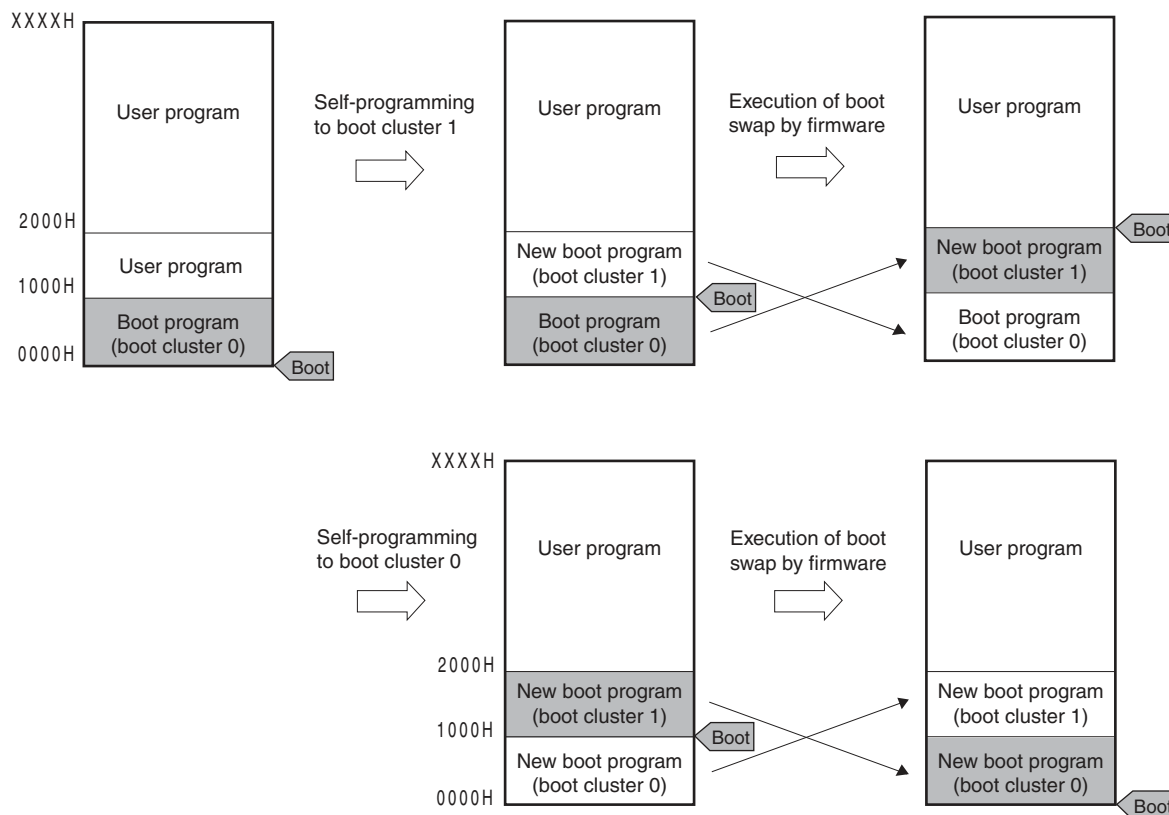 XXXXH
User program
2000H
User program
1000H
Boot program
(boot cluster 0)
0000H
Boot
Self-programming
to boot cluster 1
User program
New boot program
(boot cluster 1)
Boot
Boot program
(boot cluster 0)
Execution of boot
swap by firmware
User program
Boot
New boot program
(boot cluster 1)
Boot program
(boot cluster 0)
Self-programming
to boot cluster 0
XXXXH
User program
2000H
New boot program
(boot cluster 1)
1000H
Boot
New boot program
(boot cluster 0)
0000H
Execution of boot
swap by firmware
User program
New boot program
(boot cluster 1)
New boot program
(boot cluster 0)
Boot